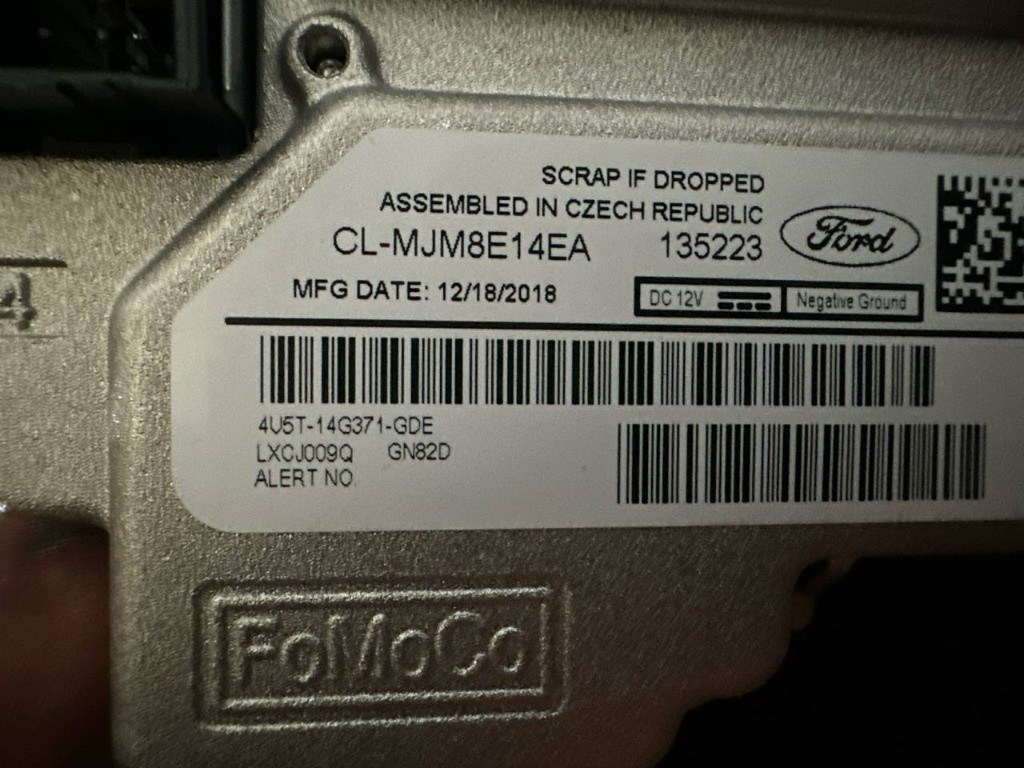 SCRAP IF DROPPED
ASSEMBLED IN CZECH REPUBLIC
CL-MJM8E14EA 135223
Ford
MFG DATE: 12/18/2018
DC 12V Negative Ground
4U5T-14G371-GDE
LXCJ009Q GN82D
ALERT NO.
4
FoMoCo